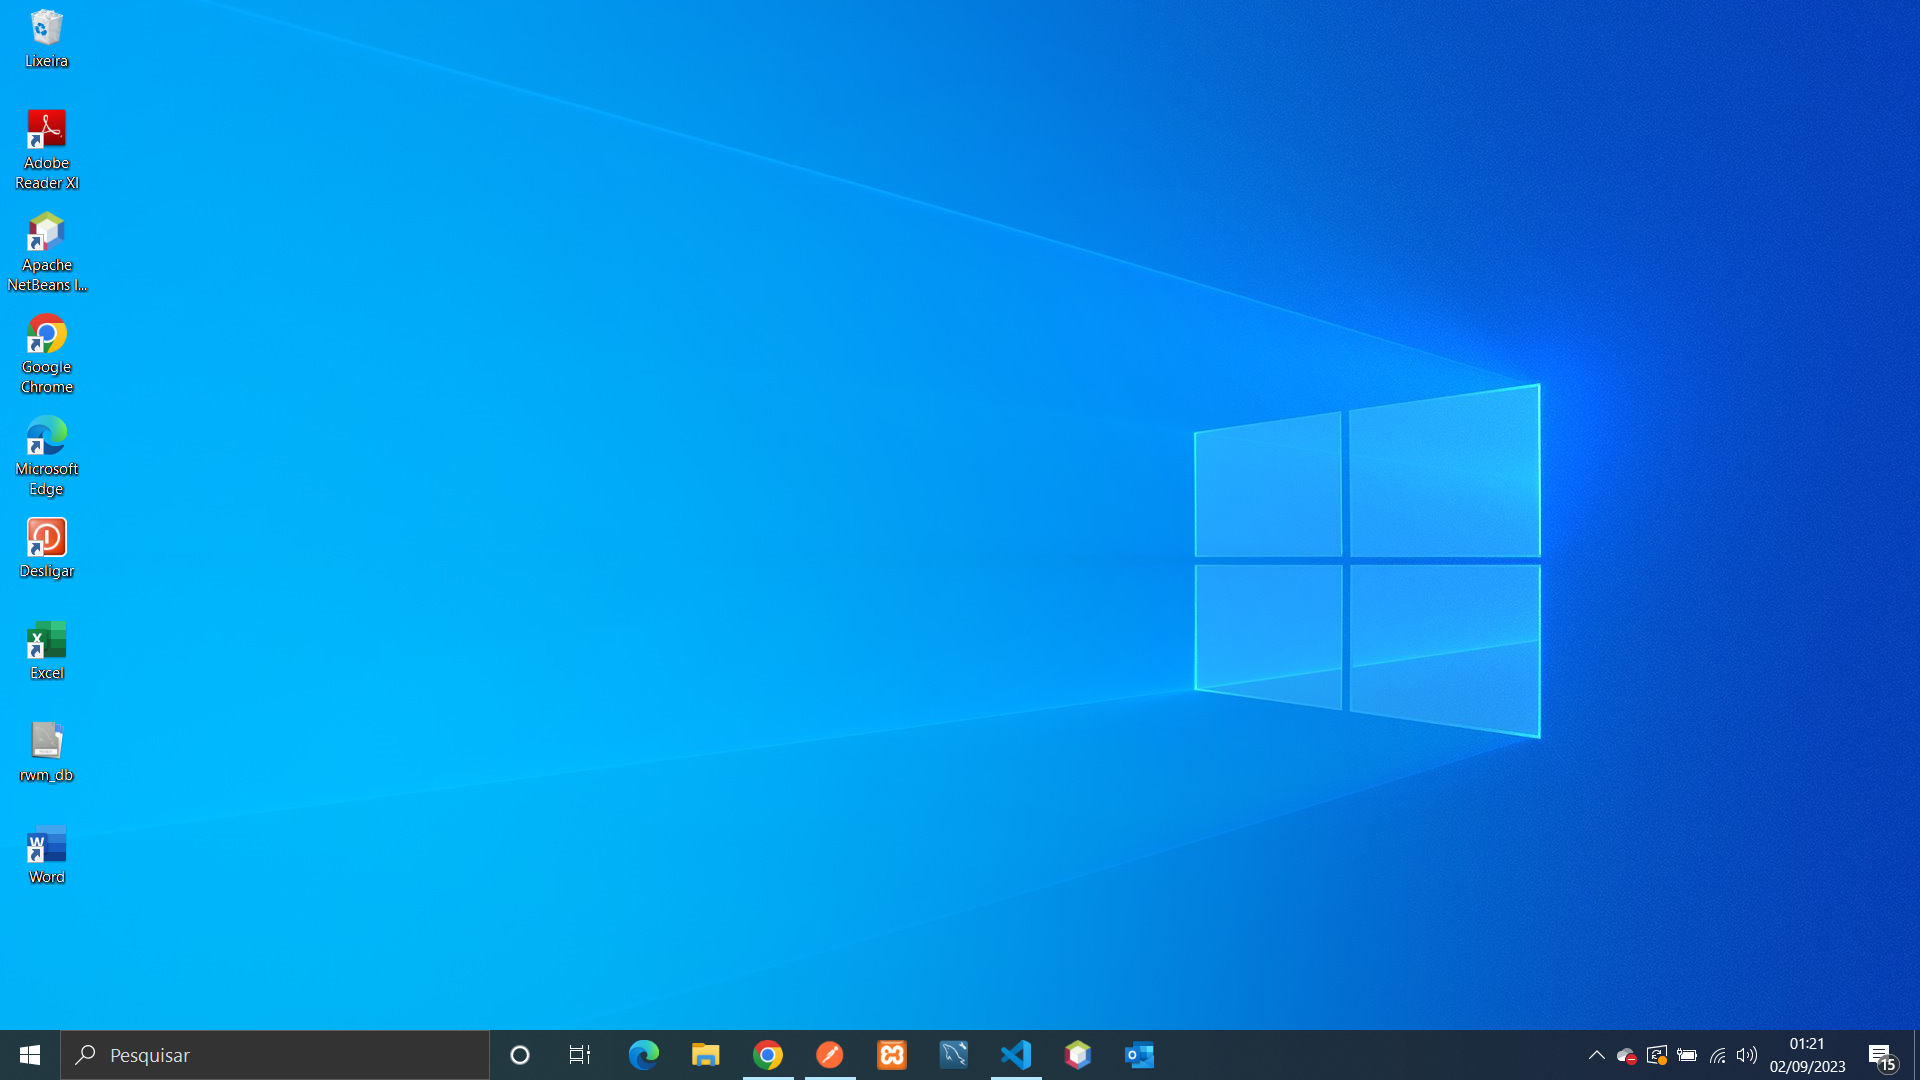 Lixeira
Adobe
Reader XI
Apache
NetBeans I...
Google
Chrome
Microsoft
Edge
Desligar
Excel
rwm_db
Word
Pesquisar
01:21
02/09/2023
15